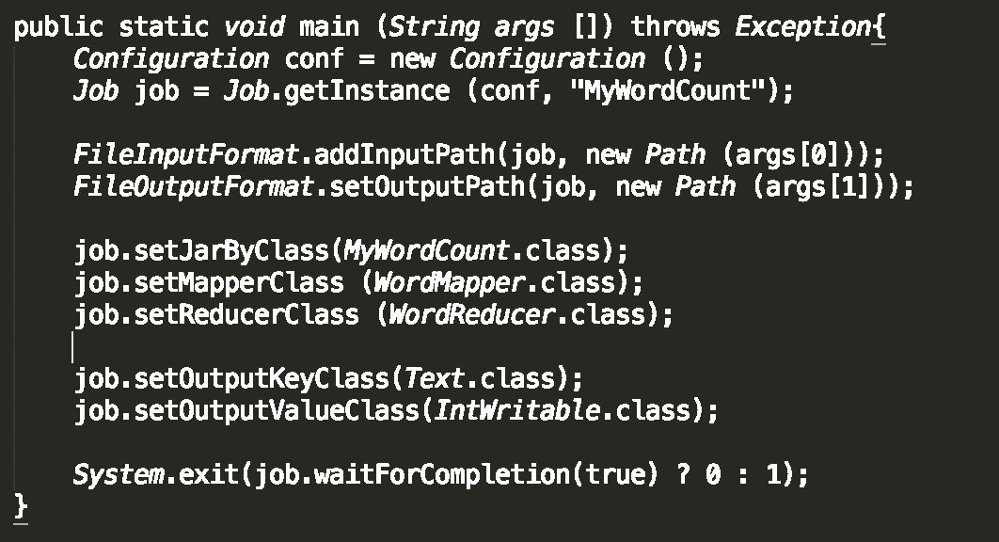 public static void main (String args []) throws Exception{
    Configuration conf = new Configuration ();
    Job job = Job.getInstance (conf, "MyWordCount");

    FileInputFormat.addInputPath(job, new Path (args[0]));
    FileOutputFormat.setOutputPath(job, new Path (args[1]));

    job.setJarByClass(MyWordCount.class);
    job.setMapperClass (WordMapper.class);
    job.setReducerClass (WordReducer.class);

    job.setOutputKeyClass(Text.class);
    job.setOutputValueClass(IntWritable.class);

    System.exit(job.waitForCompletion(true) ? 0 : 1);
}